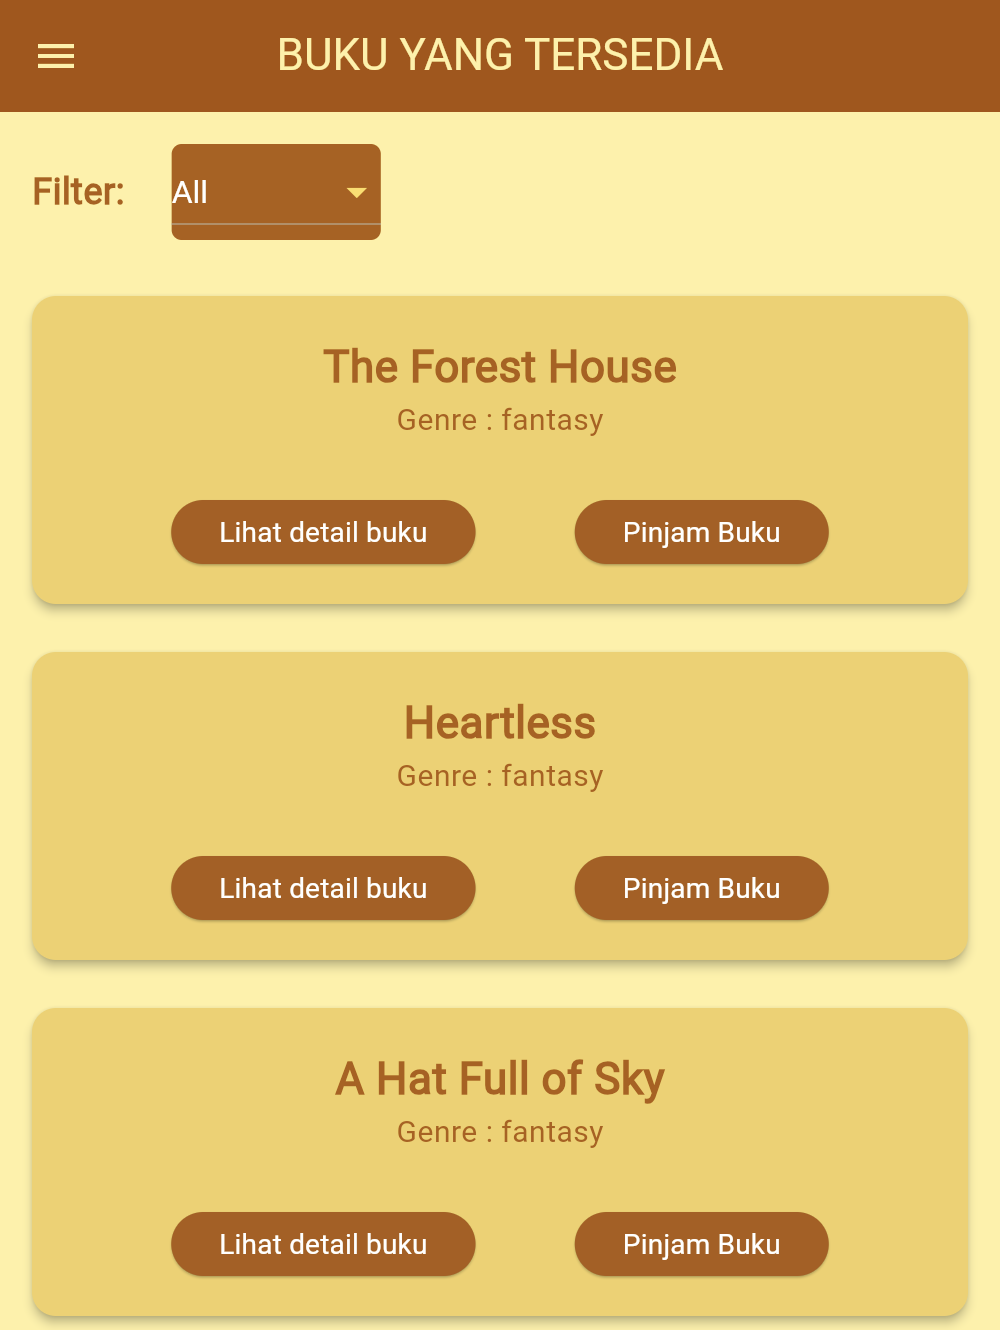 BUKU YANG TERSEDIA
Filter: All
The Forest House
Genre : fantasy
Lihat detail buku Pinjam Buku
Heartless
Genre : fantasy
Lihat detail buku Pinjam Buku
A Hat Full of Sky
Genre : fantasy
Lihat detail buku Pinjam Buku